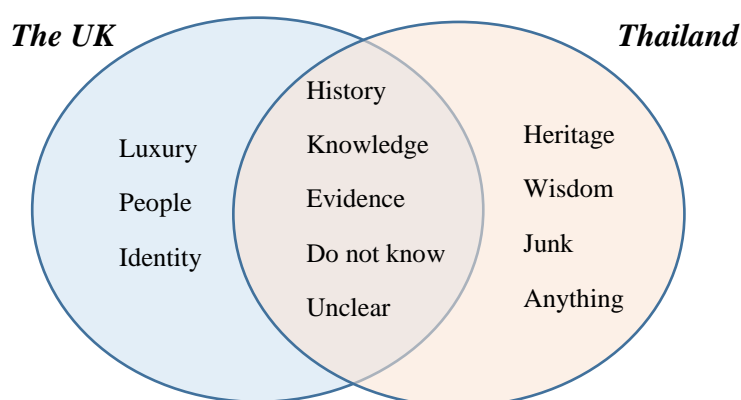 The UK
Thailand
Luxury
People
Identity
History
Knowledge
Evidence
Do not know
Unclear
Heritage
Wisdom
Junk
Anything